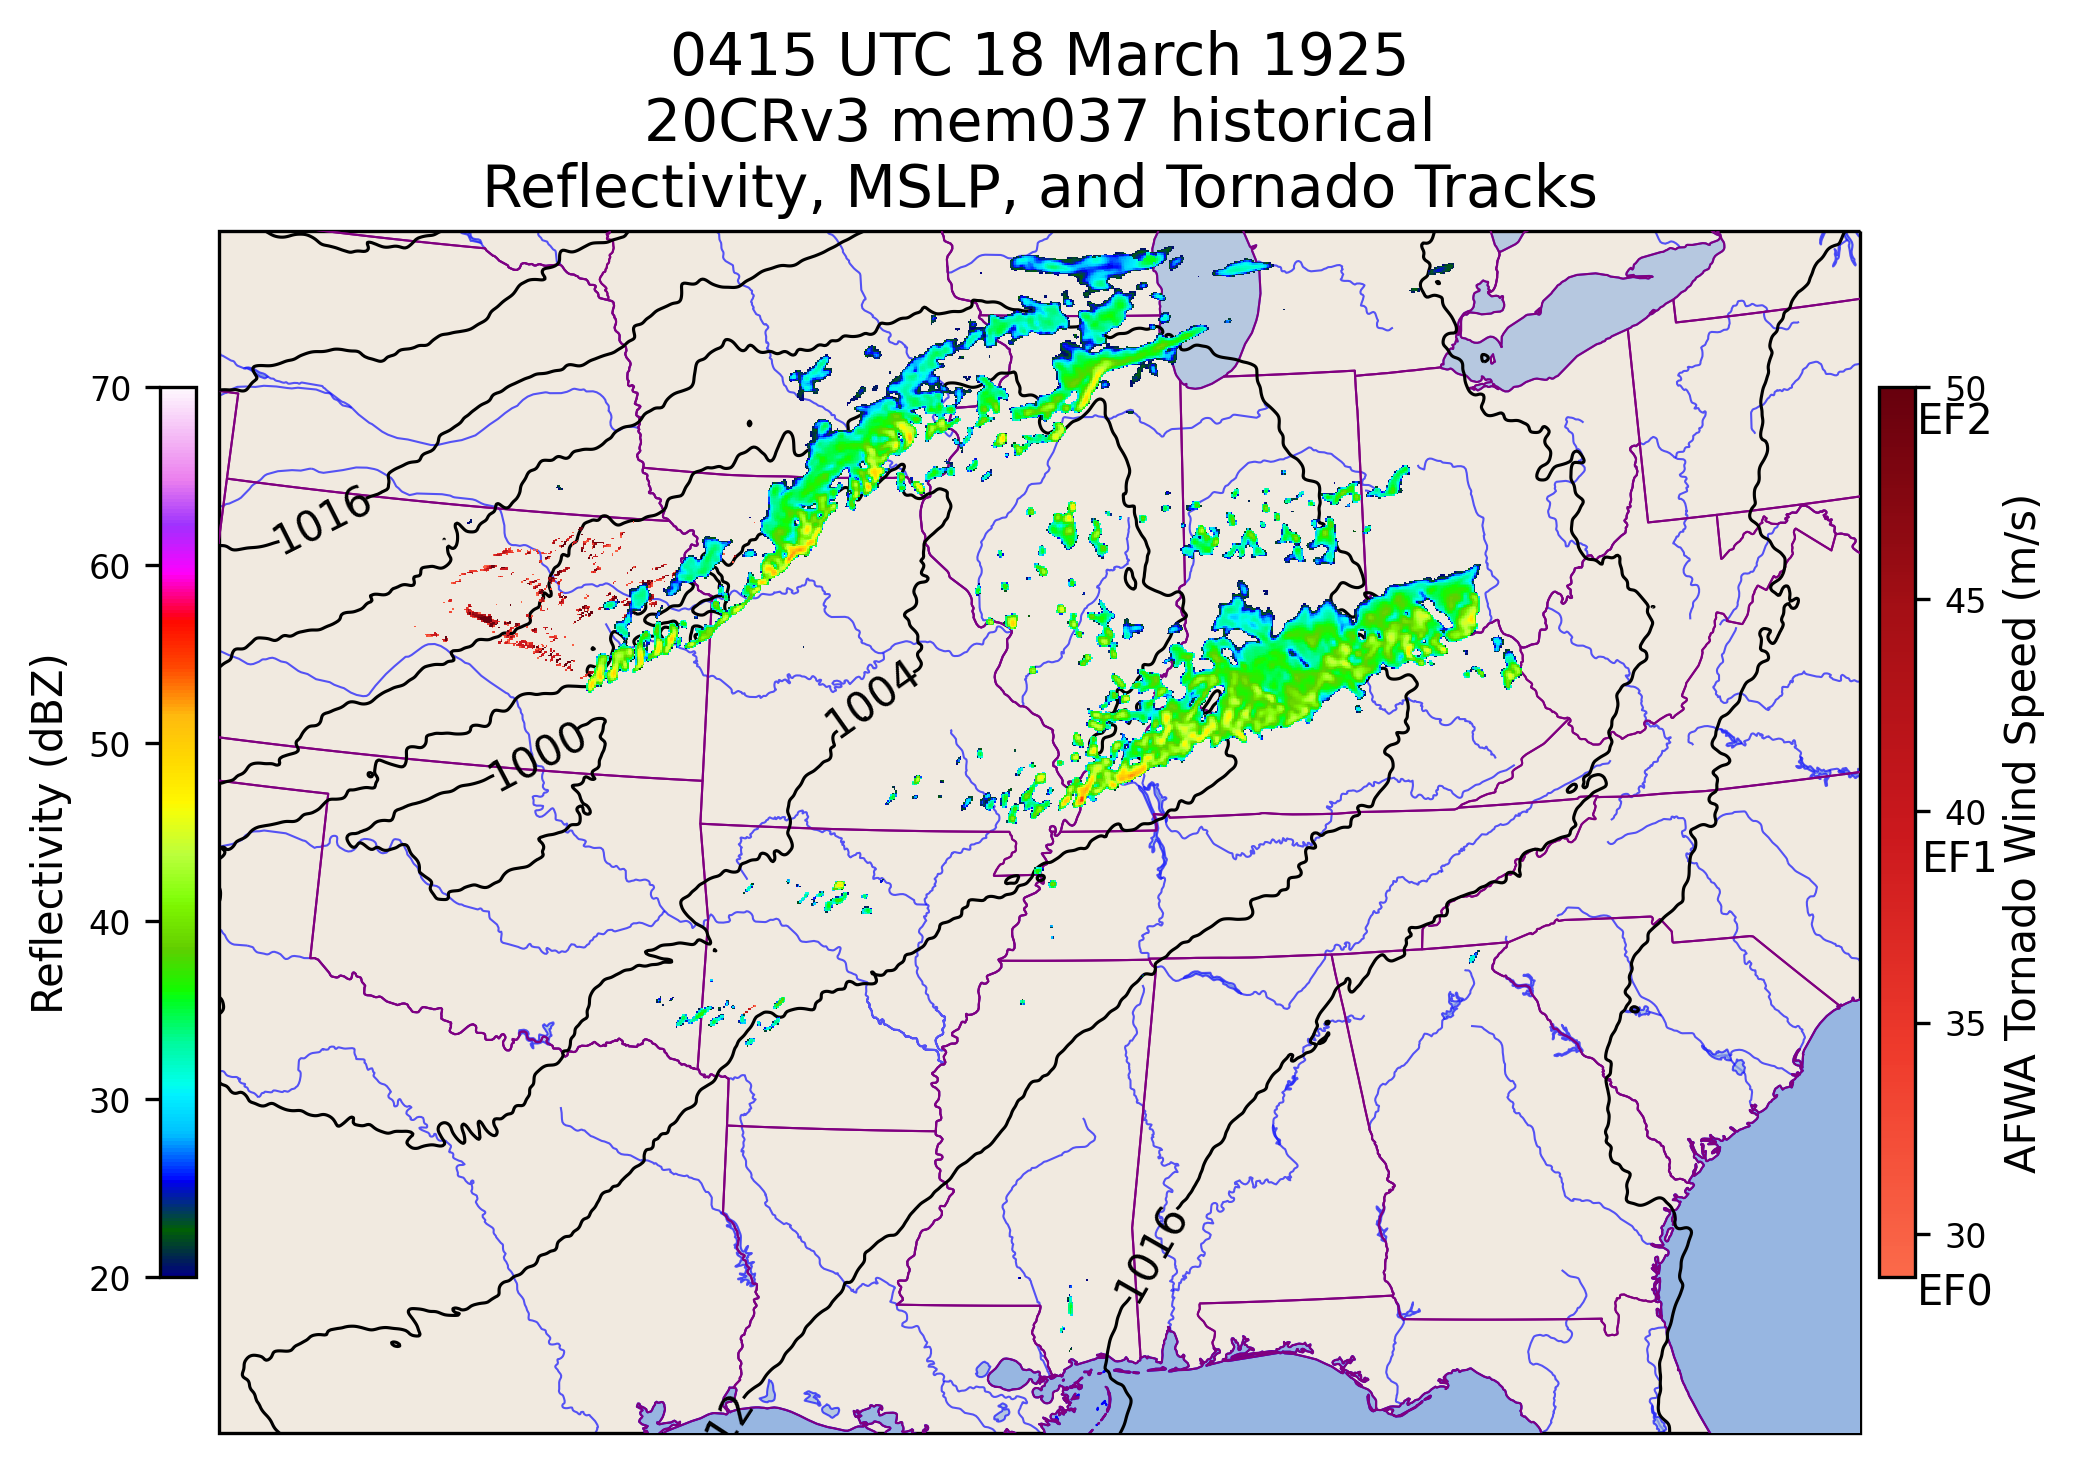 0415 UTC 18 March 1925
20CRv3 mem037 historical
Reflectivity, MSLP, and Tornado Tracks
70
60
50
40
30
20
Reflectivity (dBZ)
1016
1004
1000
1016
12
50
EF2
45
40
EF1
35
30
EF0
AFWA Tornado Wind Speed (m/s)